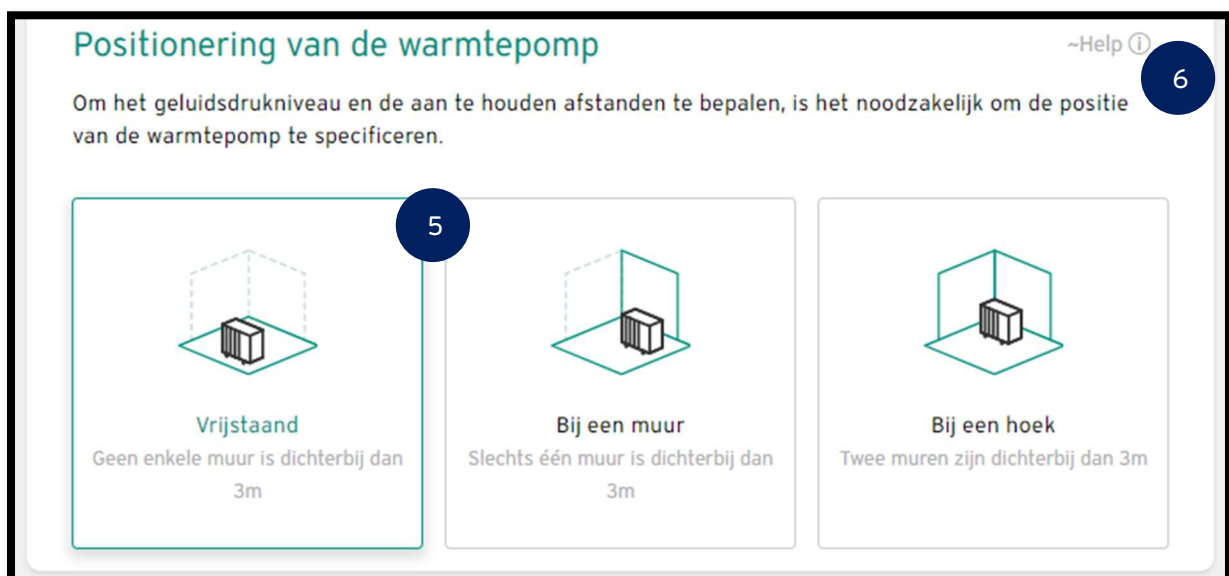 Positionering van de warmtepomp
~Help ⓘ
6
Om het geluidsdrukniveau en de aan te houden afstanden te bepalen, is het noodzakelijk om de positie
van de warmtepomp te specificeren.
5
Vrijstaand
Geen enkele muur is dichterbij dan
3m
Bij een muur
Slechts één muur is dichterbij dan
3m
Bij een hoek
Twee muren zijn dichterbij dan 3m